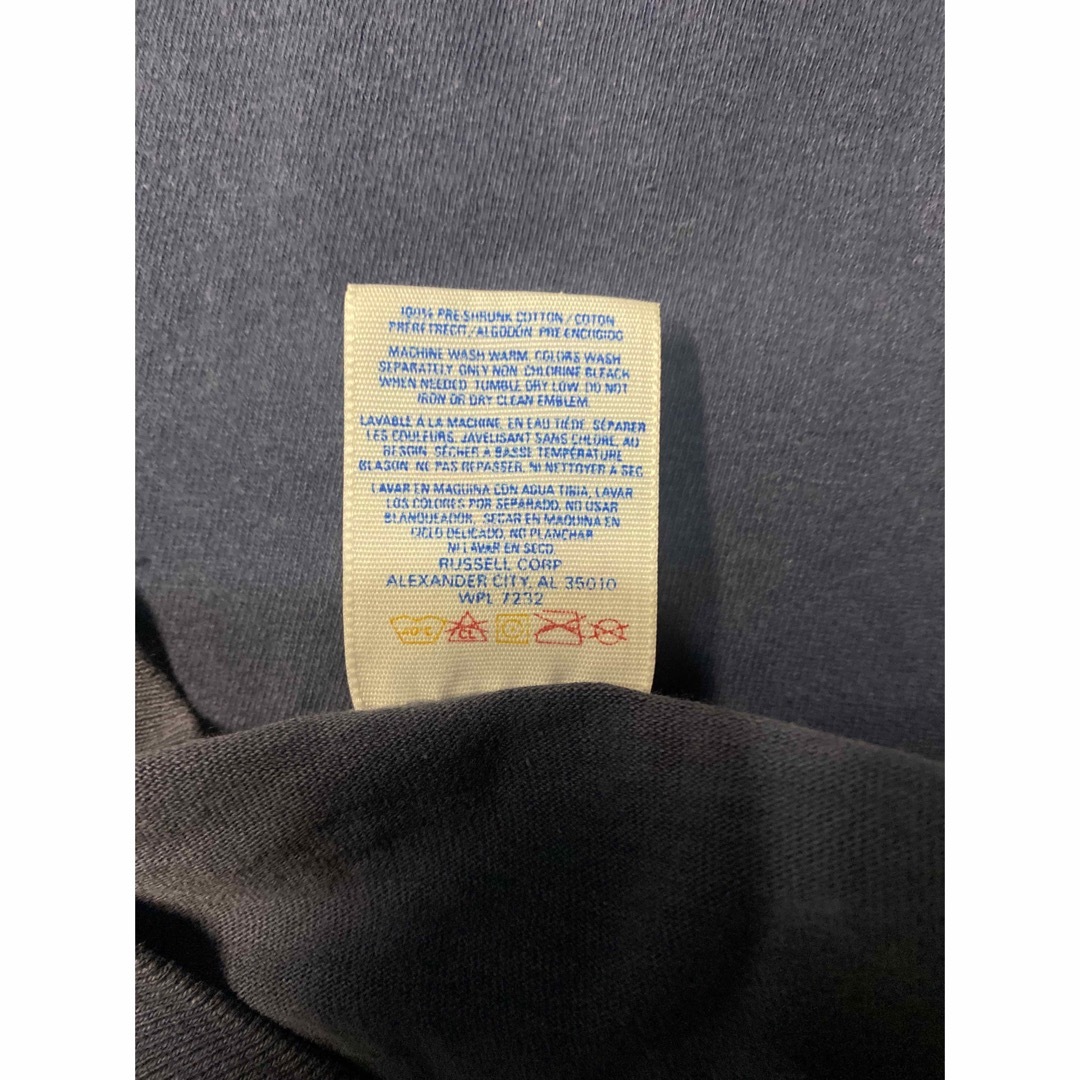 100% PRE-SHRUNK COTTON/COTON
PRÉRÉTRÉCIT/ALGODÓN PRE-ENCOGIDO
MACHINE WASH WARM, COLORS WASH
SEPARATELY, ONLY NON-CHLORINE BLEACH
WHEN NEEDED. TUMBLE DRY LOW. DO NOT
IRON OR DRY CLEAN EMBLEM.
LAVABLE À LA MACHINE, EN EAU TIÈDE, SÉPARER
LES COULEURS, JAVELISANT SANS CHLORE, AU
BESOIN, SÉCHER A BASSE TEMPÉRATURE
BLASON, NE PAS REPASSER, NI NETTOYER A SEC
LAVAR EN MAQUINA CON AGUA TIBIA, LAVAR
LOS COLORES POR SEPARADO, NO USAR
BLANQUEADOR, SECAR EN MAQUINA EN
CICLO DELICADO, NO PLANCHAR
NI LAVAR EN SECO.
RUSSELL CORP
ALEXANDER CITY, AL 35010
WPL 7232
CL C